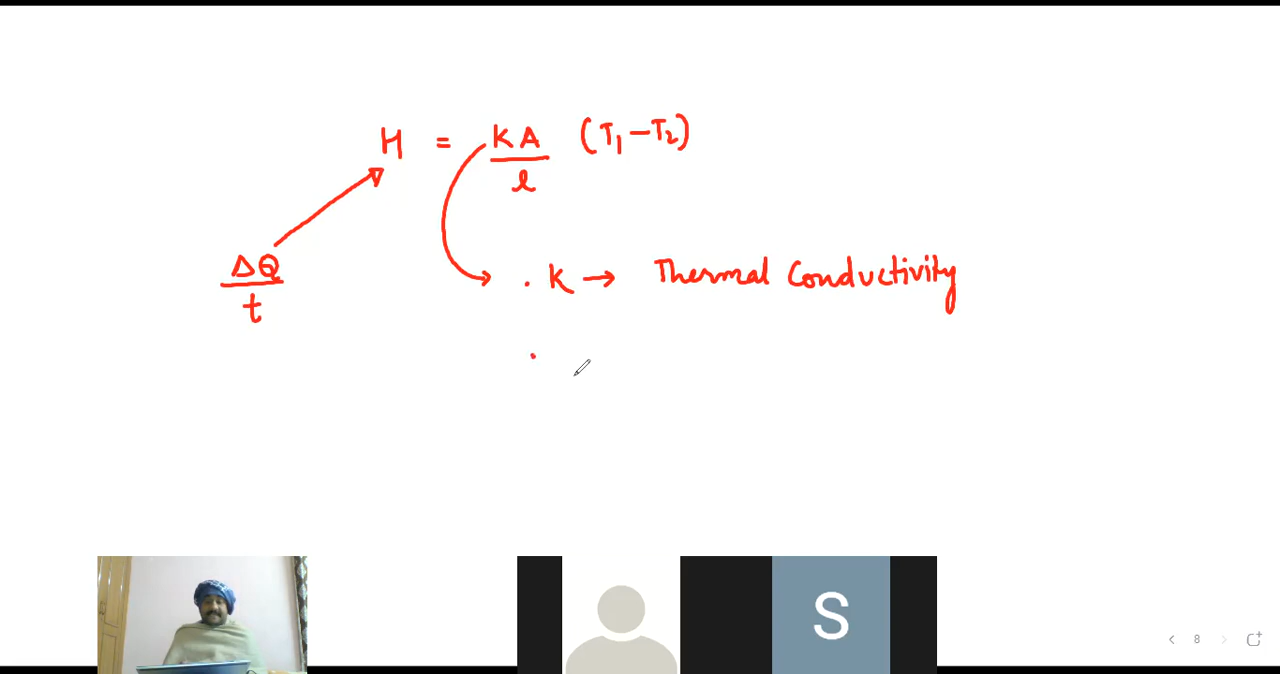 H = KA/l (T₁ – T₂)
ΔQ/t
. K → Thermal Conductivity
.
S
8